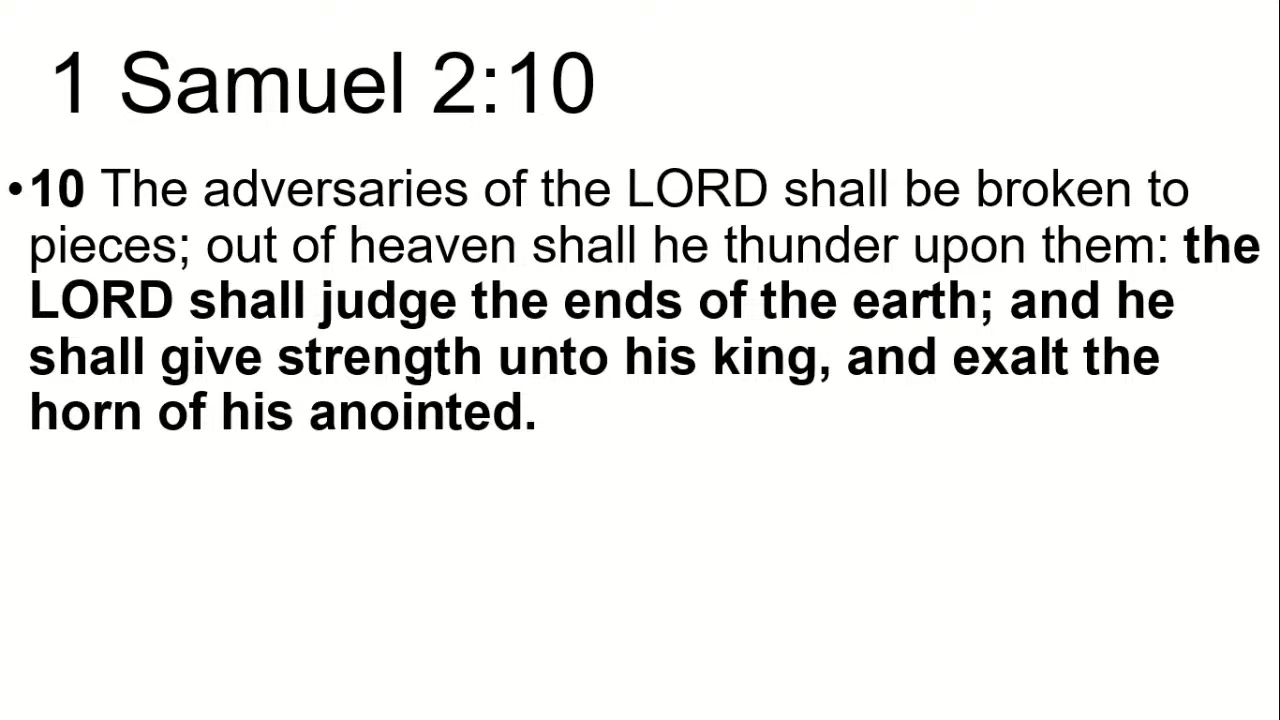 1 Samuel 2:10
•10 The adversaries of the LORD shall be broken to
pieces; out of heaven shall he thunder upon them: the
LORD shall judge the ends of the earth; and he
shall give strength unto his king, and exalt the
horn of his anointed.